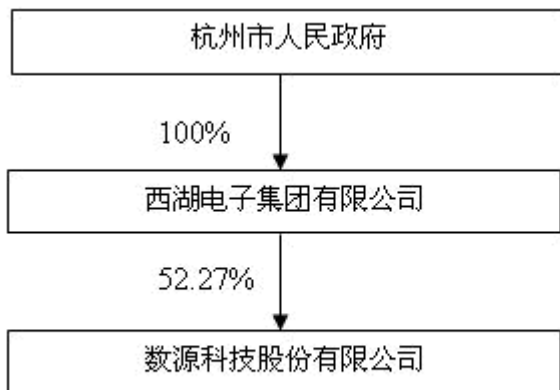 杭州市人民政府
100%
西湖电子集团有限公司
52.27%
数源科技股份有限公司